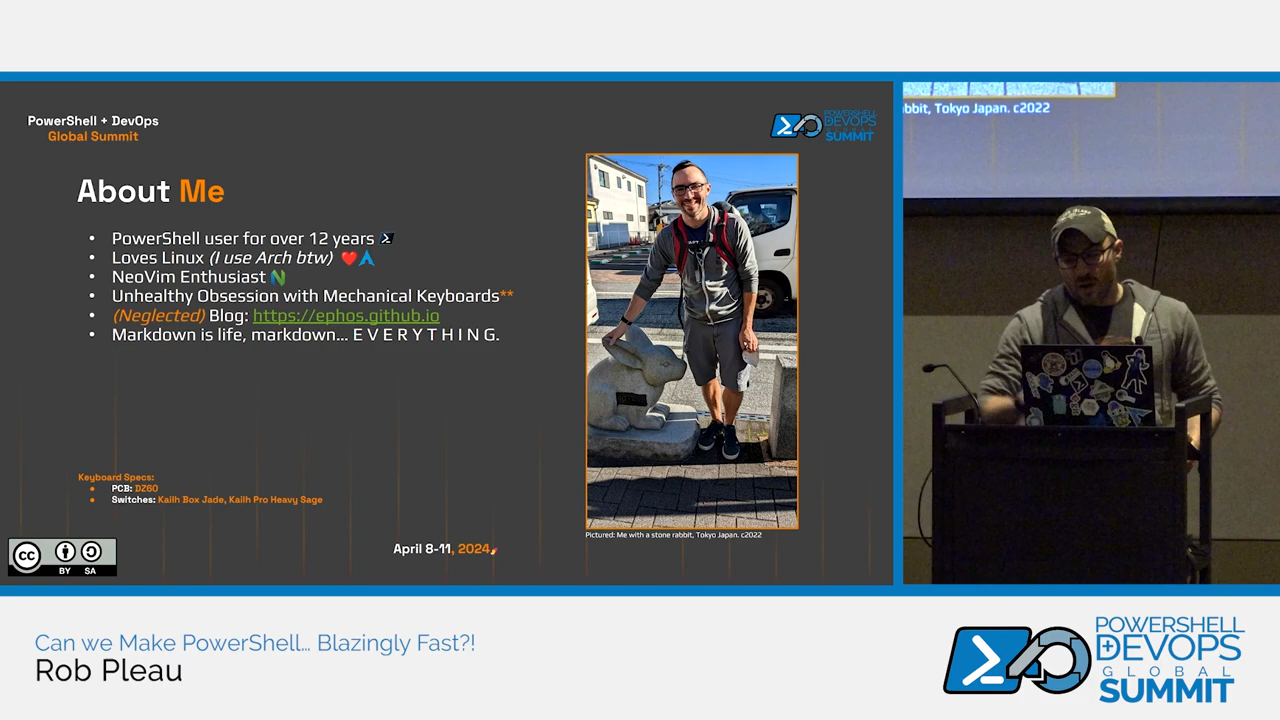 PowerShell + DevOps
Global Summit
POWERSHELL
DEVOPS
GLOBAL
SUMMIT
About Me
• PowerShell user for over 12 years
• Loves Linux (I use Arch btw)
• NeoVim Enthusiast
• Unhealthy Obsession with Mechanical Keyboards**
• (Neglected) Blog: https://ephos.github.io
• Markdown is life, markdown... E V E R Y T H I N G.
Keyboard Specs:
• PCB: DZ60
• Switches: Kailh Box Jade, Kailh Pro Heavy Sage
Pictured: Me with a stone rabbit, Tokyo Japan. c2022
April 8-11, 2024
cc
BY SA
bbit, Tokyo Japan. c2022
Can we Make PowerShell... Blazingly Fast?!
Rob Pleau
POWERSHELL
DEVOPS
GLOBAL
SUMMIT